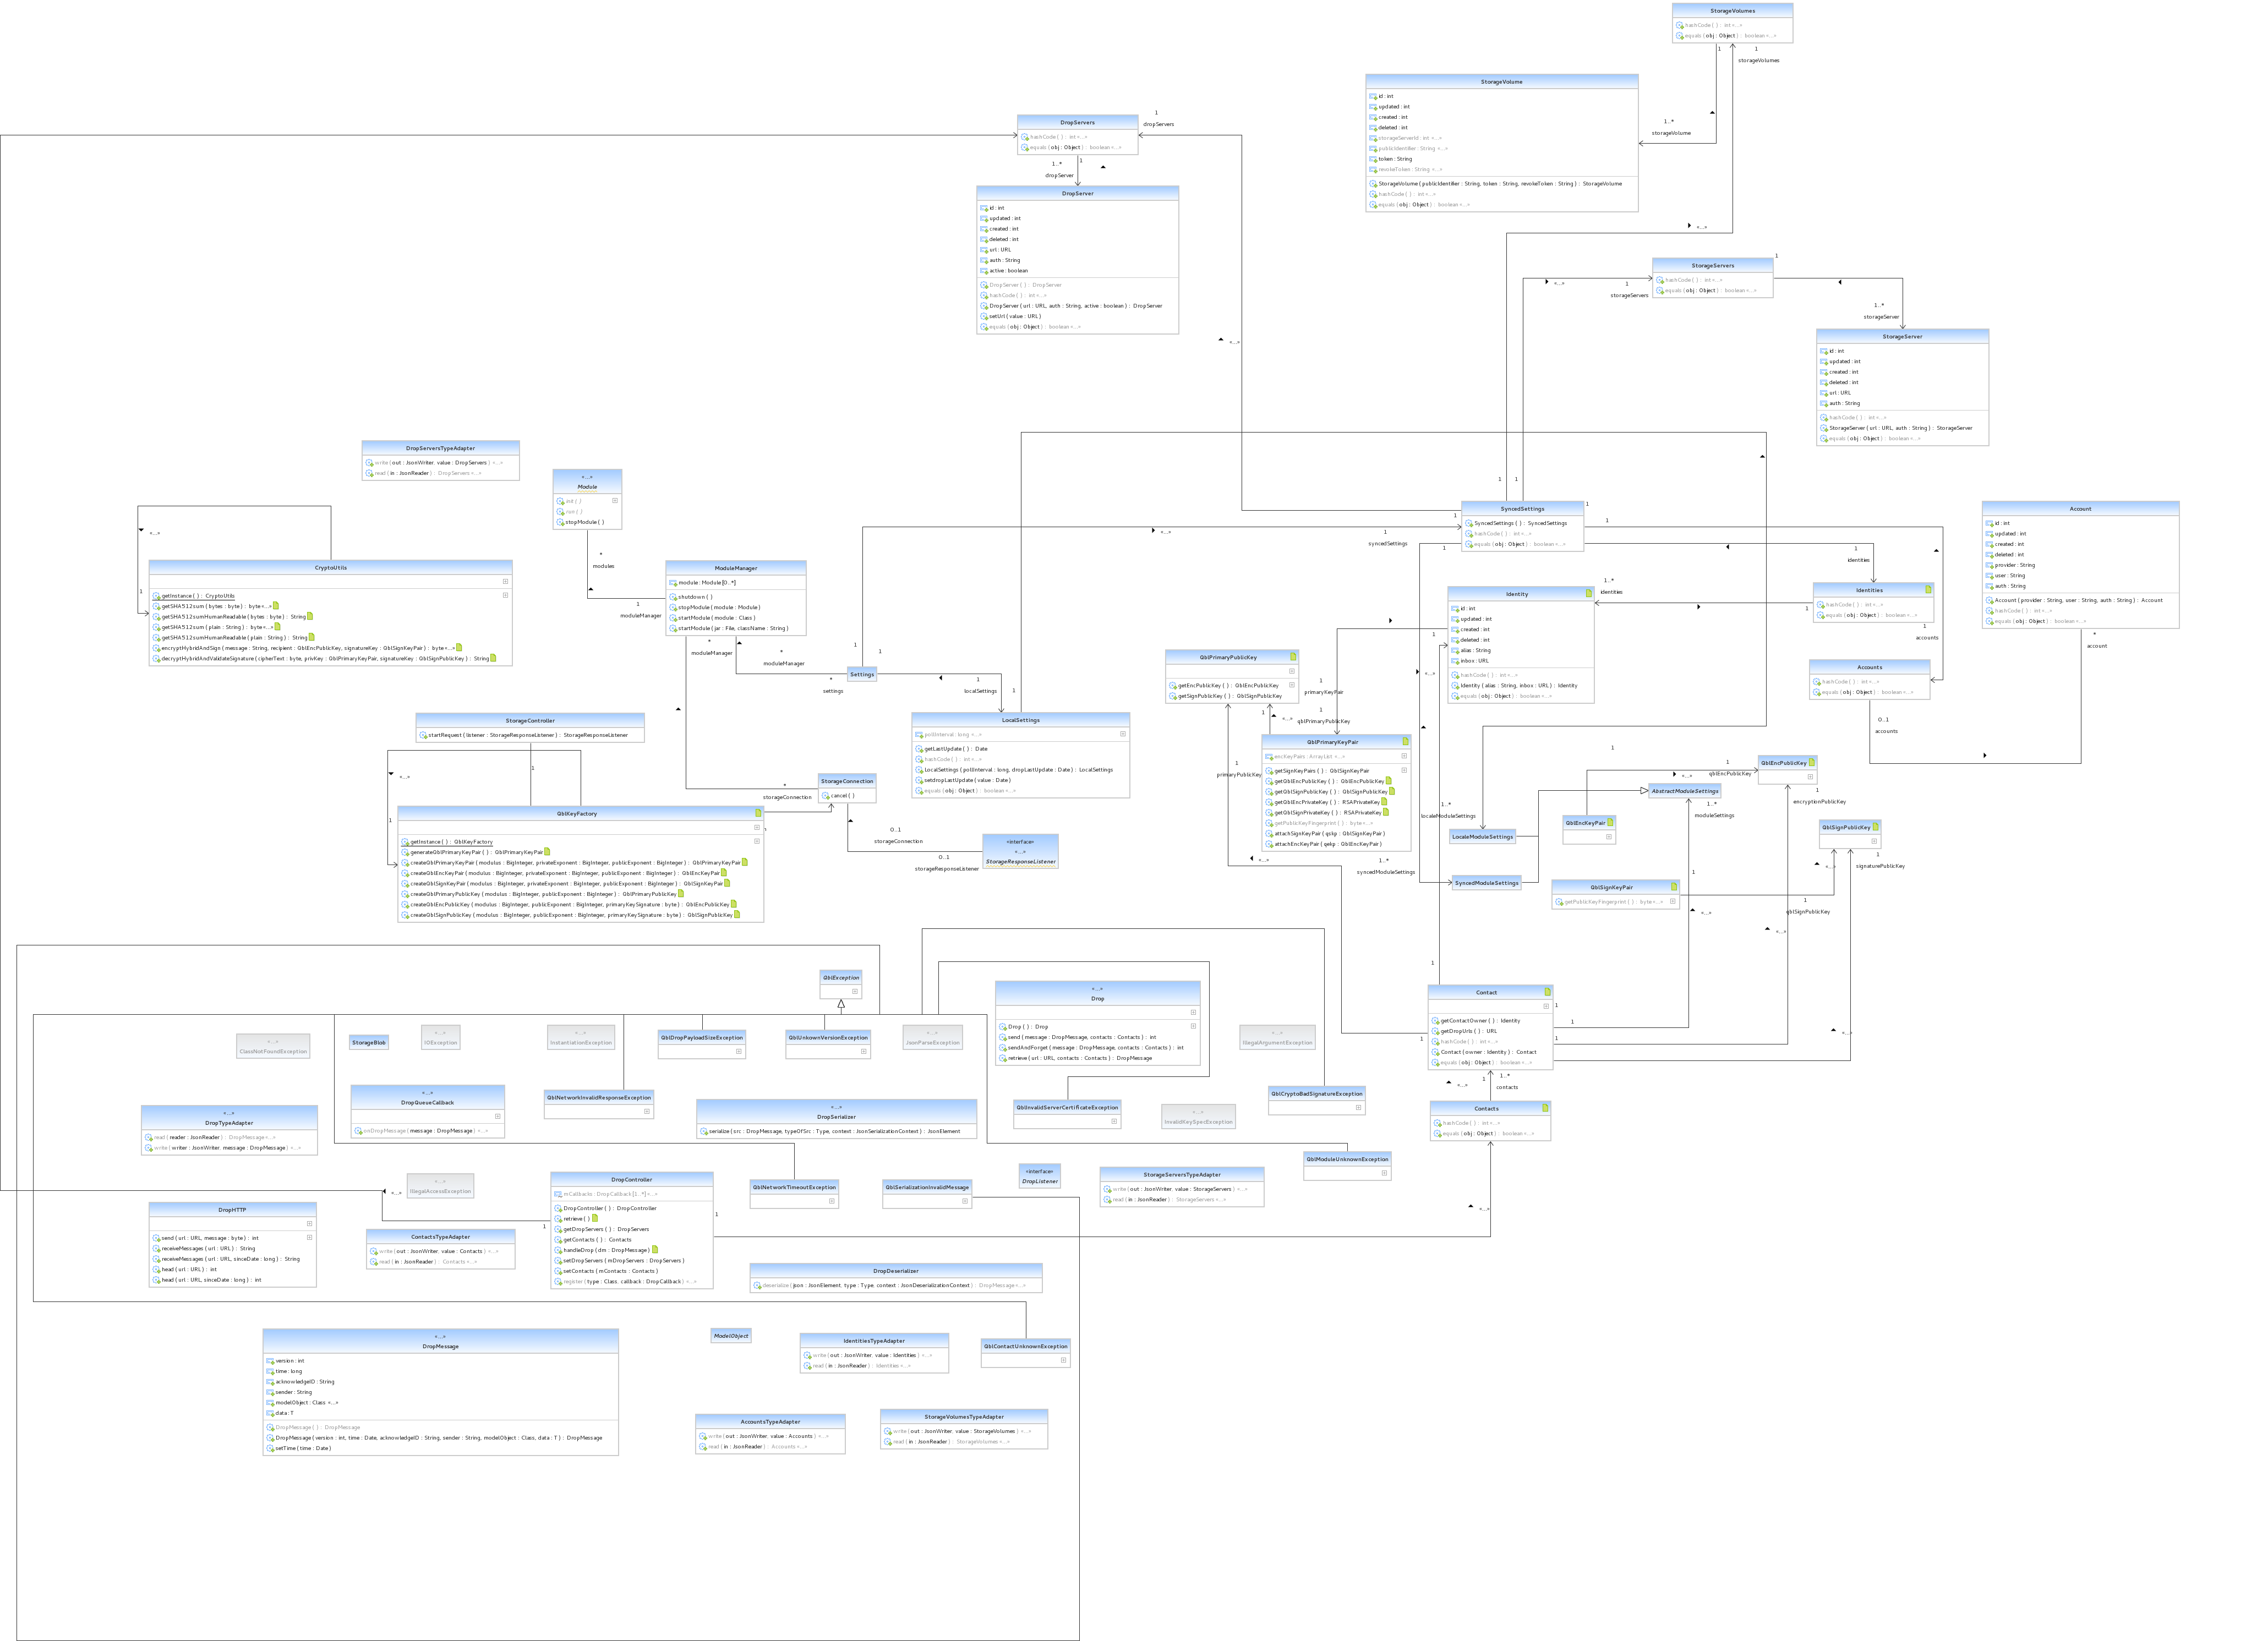 StorageVolumes
hashCode ( ) : int «...»
equals ( obj : Object ) : boolean «...»
1
1
storageVolumes
StorageVolume
id : int
updated : int
created : int
deleted : int
storageServerId : int «...»
publicIdentifier : String «...»
token : String
revokeToken : String «...»
StorageVolume ( publicIdentifier : String, token : String, revokeToken : String ) : StorageVolume
hashCode ( ) : int «...»
equals ( obj : Object ) : boolean «...»
1..*
storageVolume
«...»
DropServers
hashCode ( ) : int «...»
equals ( obj : Object ) : boolean «...»
1
dropServers
1
1..*
dropServer
DropServer
id : int
updated : int
created : int
deleted : int
url : URL
auth : String
active : boolean
DropServer ( ) : DropServer
hashCode ( ) : int «...»
DropServer ( url : URL, auth : String, active : boolean ) : DropServer
setUrl ( value : URL )
equals ( obj : Object ) : boolean «...»
«...»
StorageServers
hashCode ( ) : int «...»
equals ( obj : Object ) : boolean «...»
1
«...»
1
storageServers
1..*
storageServer
StorageServer
id : int
updated : int
created : int
deleted : int
url : URL
auth : String
hashCode ( ) : int «...»
StorageServer ( url : URL, auth : String ) : StorageServer
equals ( obj : Object ) : boolean «...»
DropServersTypeAdapter
write ( out : JsonWriter, value : DropServers ) «...»
read ( in : JsonReader ) : DropServers «...»
«...»
Module
init ( )
run ( )
stopModule ( )
*
modules
1
moduleManager
«...»
1
CryptoUtils
getInstance ( ) : CryptoUtils
getSHA512sum ( bytes : byte ) : byte «...»
getSHA512sumHumanReadable ( bytes : byte ) : String
getSHA512sum ( plain : String ) : byte «...»
getSHA512sumHumanReadable ( plain : String ) : String
encryptHybridAndSign ( message : String, recipient : QblEncPublicKey, signatureKey : QblSignKeyPair ) : byte «...»
decryptHybridAndValidateSignature ( cipherText : byte, privKey : QblPrimaryKeyPair, signatureKey : QblSignPublicKey ) : String
ModuleManager
module : Module [0..*]
shutdown ( )
stopModule ( module : Module )
startModule ( module : Class )
startModule ( jar : File, className : String )
*
moduleManager
*
moduleManager
*
settings
Settings
1
1
1
localSettings
1
«...»
1
syncedSettings
1
1
1
SyncedSettings
SyncedSettings ( ) : SyncedSettings
hashCode ( ) : int «...»
equals ( obj : Object ) : boolean «...»
1
1
1
1
identities
Account
id : int
updated : int
created : int
deleted : int
provider : String
user : String
auth : String
Account ( provider : String, user : String, auth : String ) : Account
hashCode ( ) : int «...»
equals ( obj : Object ) : boolean «...»
*
account
Identity
id : int
updated : int
created : int
deleted : int
alias : String
inbox : URL
hashCode ( ) : int «...»
Identity ( alias : String, inbox : URL ) : Identity
equals ( obj : Object ) : boolean «...»
1..*
identities
1
Identities
hashCode ( ) : int «...»
equals ( obj : Object ) : boolean «...»
1
accounts
Accounts
hashCode ( ) : int «...»
equals ( obj : Object ) : boolean «...»
0..1
accounts
QblPrimaryPublicKey
getEncPublicKey ( ) : QblEncPublicKey
getSignPublicKey ( ) : QblSignPublicKey
1
primaryKeyPair
1
«...»
1
qblPrimaryPublicKey
1
primaryPublicKey
1
«...»
QblPrimaryKeyPair
encKeyPairs : ArrayList «...»
getSignKeyPairs ( ) : QblSignKeyPair
getQblEncPublicKey ( ) : QblEncPublicKey
getQblSignPublicKey ( ) : QblSignPublicKey
getQblEncPrivateKey ( ) : RSAPrivateKey
getQblSignPrivateKey ( ) : RSAPrivateKey
getPublicKeyFingerprint ( ) : byte «...»
attachSignKeyPair ( qskp : QblSignKeyPair )
attachEncKeyPair ( qekp : QblEncKeyPair )
«...»
StorageController
startRequest ( listener : StorageResponseListener ) : StorageResponseListener
1
«...»
1
LocalSettings
pollInterval : long «...»
getLastUpdate ( ) : Date
hashCode ( ) : int «...»
LocalSettings ( pollInterval : long, dropLastUpdate : Date ) : LocalSettings
setdropLastUpdate ( value : Date )
equals ( obj : Object ) : boolean «...»
*
storageConnection
StorageConnection
cancel ( )
0..1
storageConnection
0..1
storageResponseListener
«interface»
«...»
StorageResponseListener
QblKeyFactory
getInstance ( ) : QblKeyFactory
generateQblPrimaryKeyPair ( ) : QblPrimaryKeyPair
createQblPrimaryKeyPair ( modulus : BigInteger, privateExponent : BigInteger, publicExponent : BigInteger ) : QblPrimaryKeyPair
createQblEncKeyPair ( modulus : BigInteger, privateExponent : BigInteger, publicExponent : BigInteger ) : QblEncKeyPair
createQblSignKeyPair ( modulus : BigInteger, privateExponent : BigInteger, publicExponent : BigInteger ) : QblSignKeyPair
createQblPrimaryPublicKey ( modulus : BigInteger, publicExponent : BigInteger ) : QblPrimaryPublicKey
createQblEncPublicKey ( modulus : BigInteger, publicExponent : BigInteger, primaryKeySignature : byte ) : QblEncPublicKey
createQblSignPublicKey ( modulus : BigInteger, publicExponent : BigInteger, primaryKeySignature : byte ) : QblSignPublicKey
1
1
qblEncPublicKey
«...»
QblEncPublicKey
1
encryptionPublicKey
AbstractModuleSettings
1..*
moduleSettings
1..*
localeModuleSettings
LocaleModuleSettings
QblEncKeyPair
QblSignPublicKey
1
signaturePublicKey
«...»
1..*
syncedModuleSettings
SyncedModuleSettings
QblSignKeyPair
getPublicKeyFingerprint ( ) : byte «...»
1
1
qblSignPublicKey
«...»
«...»
1
Contact
getContactOwner ( ) : Identity
getDropUrls ( ) : URL
hashCode ( ) : int «...»
Contact ( owner : Identity ) : Contact
equals ( obj : Object ) : boolean «...»
1
1
1
1
«...»
«...»
1
1..*
contacts
Contacts
hashCode ( ) : int «...»
equals ( obj : Object ) : boolean «...»
«...»
QblException
«...»
ClassNotFoundException
StorageBlob
«...»
IOException
«...»
InstantiationException
QblDropPayloadSizeException
QblUnkownVersionException
«...»
JsonParseException
«...»
Drop
Drop ( ) : Drop
send ( message : DropMessage, contacts : Contacts ) : int
sendAndForget ( message : DropMessage, contacts : Contacts ) : int
retrieve ( url : URL, contacts : Contacts ) : DropMessage
«...»
IllegalArgumentException
«...»
DropTypeAdapter
read ( reader : JsonReader ) : DropMessage «...»
write ( writer : JsonWriter, message : DropMessage ) «...»
«...»
DropQueueCallback
onDropMessage ( message : DropMessage ) «...»
QblNetworkInvalidResponseException
«...»
DropSerializer
serialize ( src : DropMessage, typeOfSrc : Type, context : JsonSerializationContext ) : JsonElement
QblInvalidServerCertificateException
«...»
InvalidKeySpecException
QblCryptoBadSignatureException
QblModuleUnknownException
«...»
IllegalAccessException
«...»
1
DropController
mCallbacks : DropCallback [1..*] «...»
DropController ( ) : DropController
retrieve ( )
getDropServers ( ) : DropServers
getContacts ( ) : Contacts
handleDrop ( dm : DropMessage )
setDropServers ( mDropServers : DropServers )
setContacts ( mContacts : Contacts )
register ( type : Class, callback : DropCallback ) «...»
1
QblNetworkTimeoutException
QblSerializationInvalidMessage
«interface»
DropListener
StorageServersTypeAdapter
write ( out : JsonWriter, value : StorageServers ) «...»
read ( in : JsonReader ) : StorageServers «...»
DropHTTP
send ( url : URL, message : byte ) : int
receiveMessages ( url : URL ) : String
receiveMessages ( url : URL, sinceDate : long ) : String
head ( url : URL ) : int
head ( url : URL, sinceDate : long ) : int
ContactsTypeAdapter
write ( out : JsonWriter, value : Contacts ) «...»
read ( in : JsonReader ) : Contacts «...»
DropDeserializer
deserialize ( json : JsonElement, type : Type, context : JsonDeserializationContext ) : DropMessage «...»
«...»
DropMessage
version : int
time : long
acknowledgeID : String
sender : String
modelObject : Class «...»
data : T
DropMessage ( ) : DropMessage
DropMessage ( version : int, time : Date, acknowledgeID : String, sender : String, modelObject : Class, data : T ) : DropMessage
setTime ( time : Date )
ModelObject
IdentitiesTypeAdapter
write ( out : JsonWriter, value : Identities ) «...»
read ( in : JsonReader ) : Identities «...»
QblContactUnknownException
AccountsTypeAdapter
write ( out : JsonWriter, value : Accounts ) «...»
read ( in : JsonReader ) : Accounts «...»
StorageVolumesTypeAdapter
write ( out : JsonWriter, value : StorageVolumes ) «...»
read ( in : JsonReader ) : StorageVolumes «...»